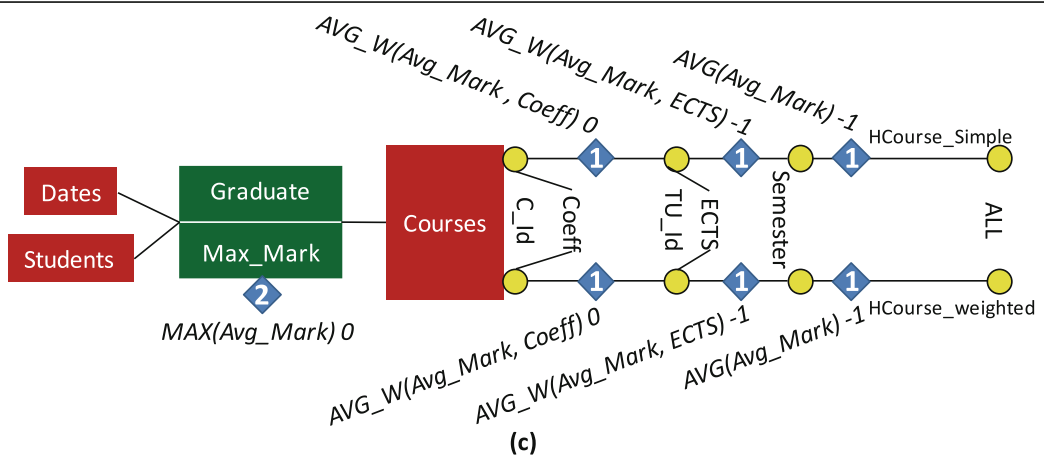 AVG_W(Avg_Mark , Coeff) 0
AVG_W(Avg_Mark, ECTS) -1
AVG(Avg_Mark) -1
HCourse_Simple
1
1
1
Dates
Students
Graduate
Max_Mark
2
MAX(Avg_Mark) 0
Courses
C_Id
Coeff
TU_Id
ECTS
Semester
ALL
1
1
1
HCourse_weighted
AVG_W(Avg_Mark, Coeff) 0
AVG_W(Avg_Mark, ECTS) -1
AVG(Avg_Mark) -1
(c)